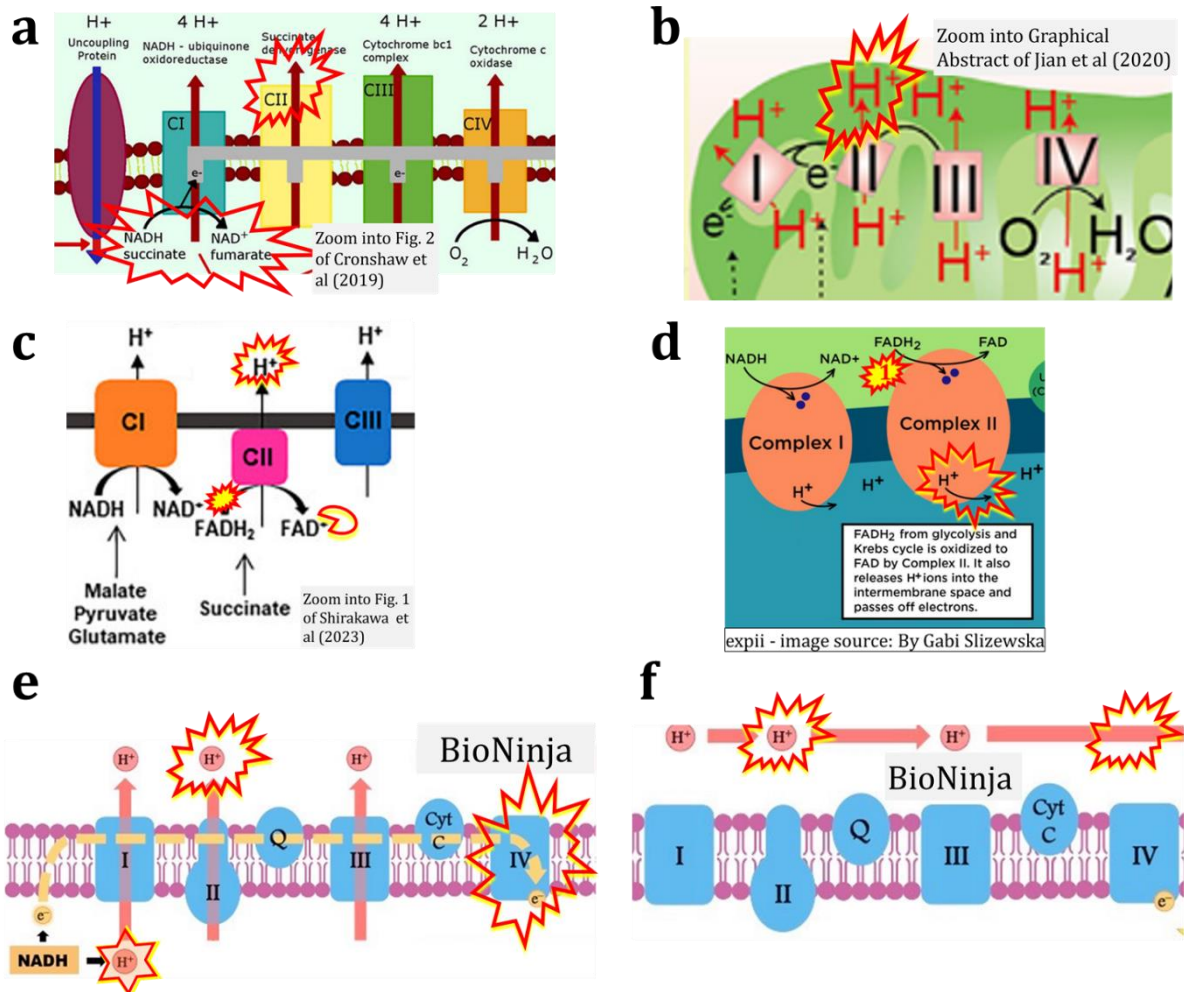 a
H+
4 H+
4 H+
2 H+
Uncoupling
Protein
NADH - ubiquinone
oxidoreductase
Succinate
dehydrogenase
Cytochrome bc1
complex
Cytochrome c
oxidase
CI
CII
CIII
CIV
e-
e-
NADH
succinate
NAD+
fumarate
O2
H2O
Zoom into Fig. 2
of Cronshaw et
al (2019)
b
Zoom into Graphical
Abstract of Jian et al (2020)
H+
H+
H+
H+
I
II
III
IV
e-
e-
H+
H+
H+
H+
O2
H2O
c
H+
H+
H+
CI
CII
CIII
NADH
NAD+
FADH2
FAD+
Malate
Pyruvate
Glutamate
Succinate
Zoom into Fig. 1
of Shirakawa et
al (2023)
d
NADH
NAD+
1
FADH2
FAD
Complex I
Complex II
H+
H+
H+
H+
FADH2 from glycolysis and
Krebs cycle is oxidized to
FAD by Complex II. It also
releases H+ ions into the
intermembrane space and
passes off electrons.
expii - image source: By Gabi Slizewska
e
BioNinja
H+
H+
H+
I
II
Q
III
Cyt
C
IV
e-
e-
NADH
H+
f
H+
H+
H+
BioNinja
I
II
Q
III
Cyt
C
IV
e-